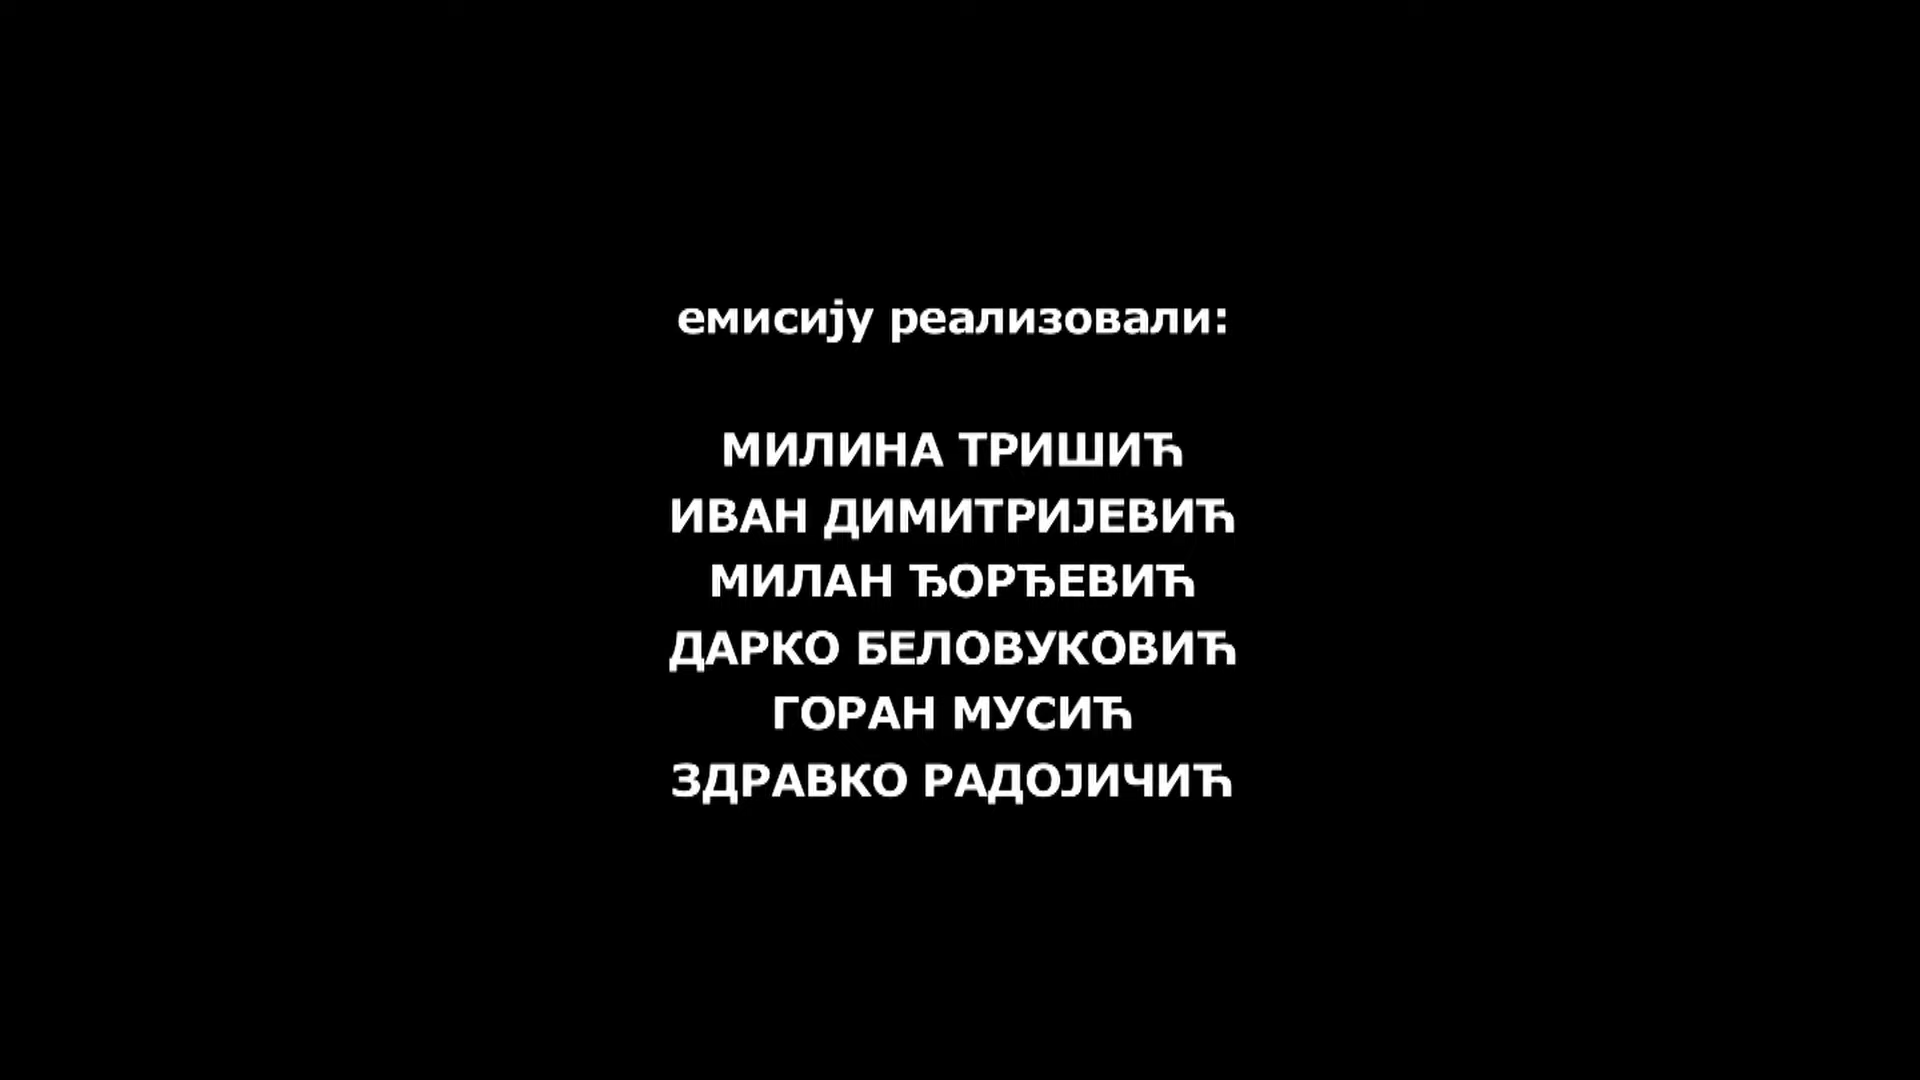 емисију реализовали:
МИЛИНА ТРИШИЋ
ИВАН ДИМИТРИЈЕВИЋ
МИЛАН ЂОРЂЕВИЋ
ДАРКО БЕЛОВУКОВИЋ
ГОРАН МУСИЋ
ЗДРАВКО РАДОЈИЧИЋ